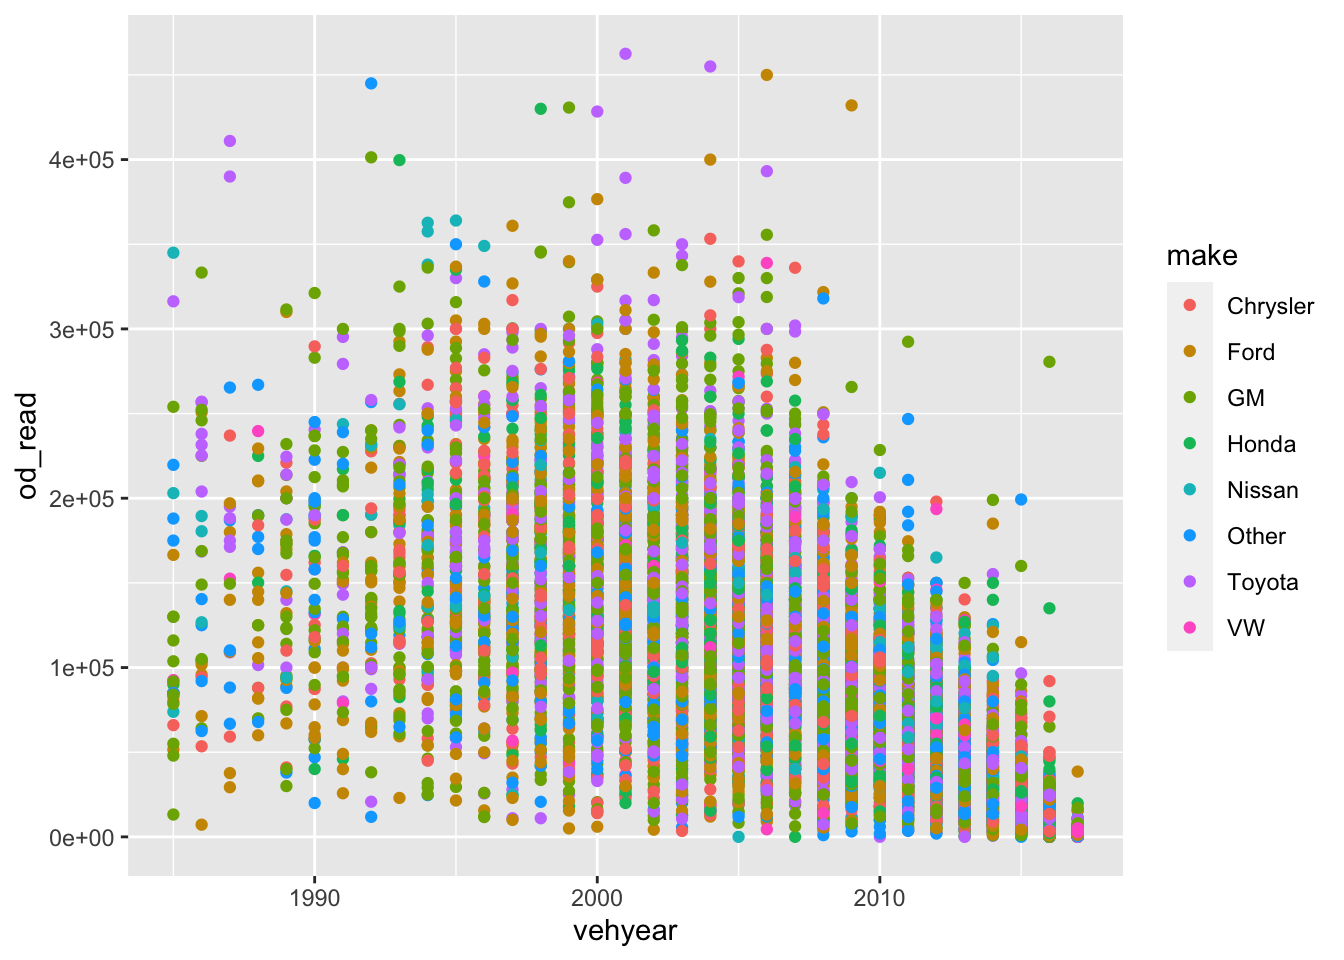 4e+05
3e+05
2e+05
1e+05
0e+00
od_read
1990
2000
2010
vehyear
make
Chrysler
Ford
GM
Honda
Nissan
Other
Toyota
VW